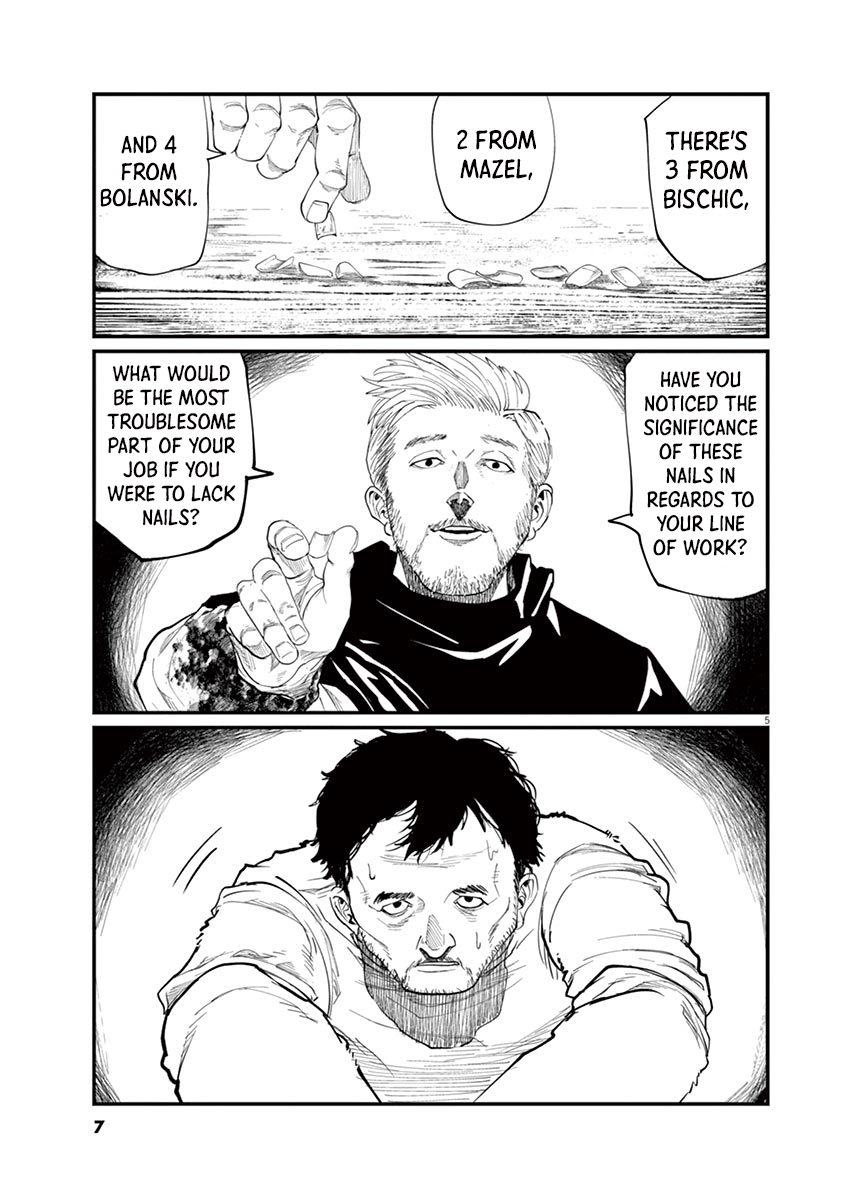 THERE'S
3 FROM
BISCHIC,
2 FROM
MAZEL,
AND 4
FROM
BOLANSKI.
HAVE YOU
NOTICED THE
SIGNIFICANCE
OF THESE
NAILS IN
REGARDS TO
YOUR LINE
OF WORK?
WHAT WOULD
BE THE MOST
TROUBLESOME
PART OF YOUR
JOB IF YOU
WERE TO LACK
NAILS?
5
7